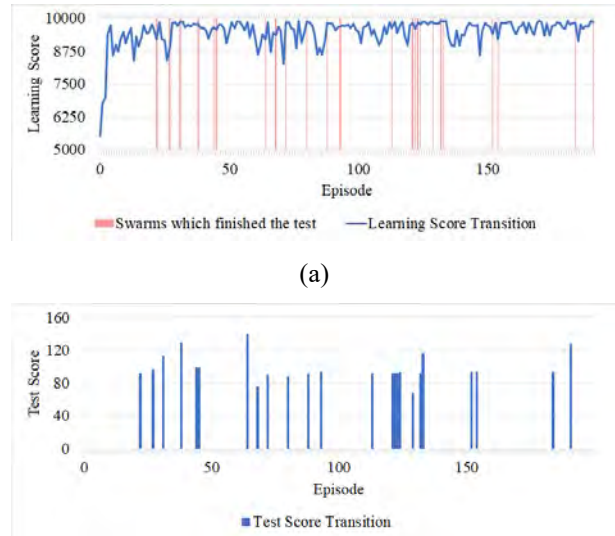 10000
8750
7500
6250
5000
Learning Score
0 50 100 150
Episode
Swarms which finished the test Learning Score Transition
(a)
160
120
80
40
0
Test Score
0 50 100 150
Episode
Test Score Transition